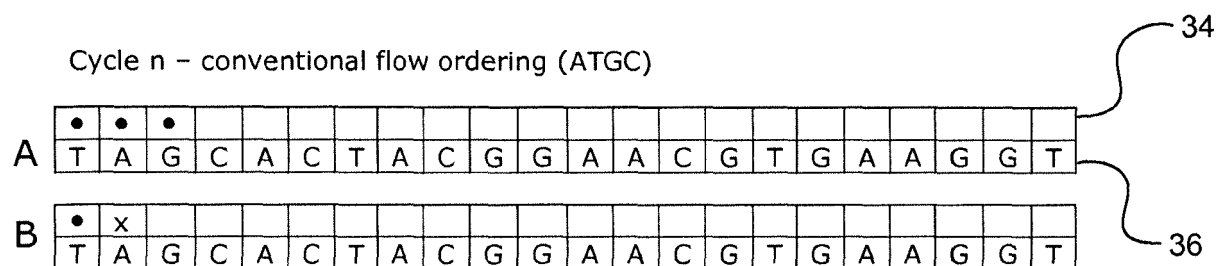 34
Cycle n – conventional flow ordering (ATGC)
● ● ●
A T A G C A C T A C G G A A C G T G A A G G T
● x
B T A G C A C T A C G G A A C G T G A A G G T
36